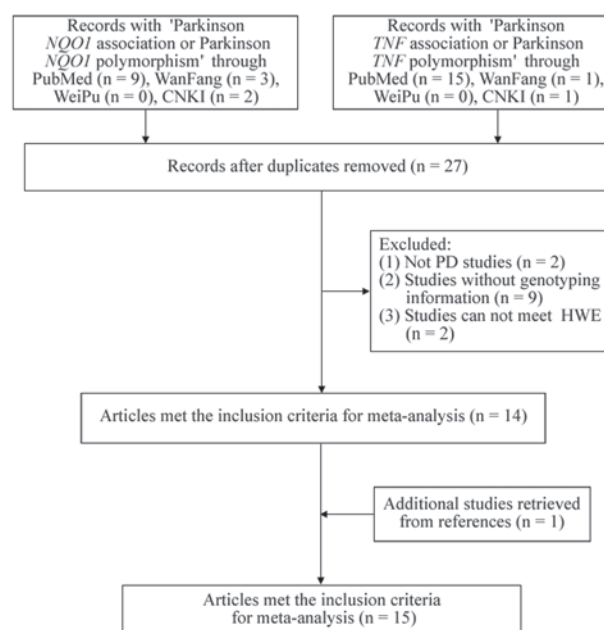 Records with 'Parkinson
NQO1 association or Parkinson
NQO1 polymorphism' through
PubMed (n = 9), WanFang (n = 3),
WeiPu (n = 0), CNKI (n = 2)
Records with 'Parkinson
TNF association or Parkinson
TNF polymorphism' through
PubMed (n = 15), WanFang (n = 1),
WeiPu (n = 0), CNKI (n = 1)
Records after duplicates removed (n = 27)
Excluded:
(1) Not PD studies (n = 2)
(2) Studies without genotyping
information (n = 9)
(3) Studies can not meet HWE
(n = 2)
Articles met the inclusion criteria for meta-analysis (n = 14)
Additional studies retrieved
from references (n = 1)
Articles met the inclusion criteria
for meta-analysis (n = 15)